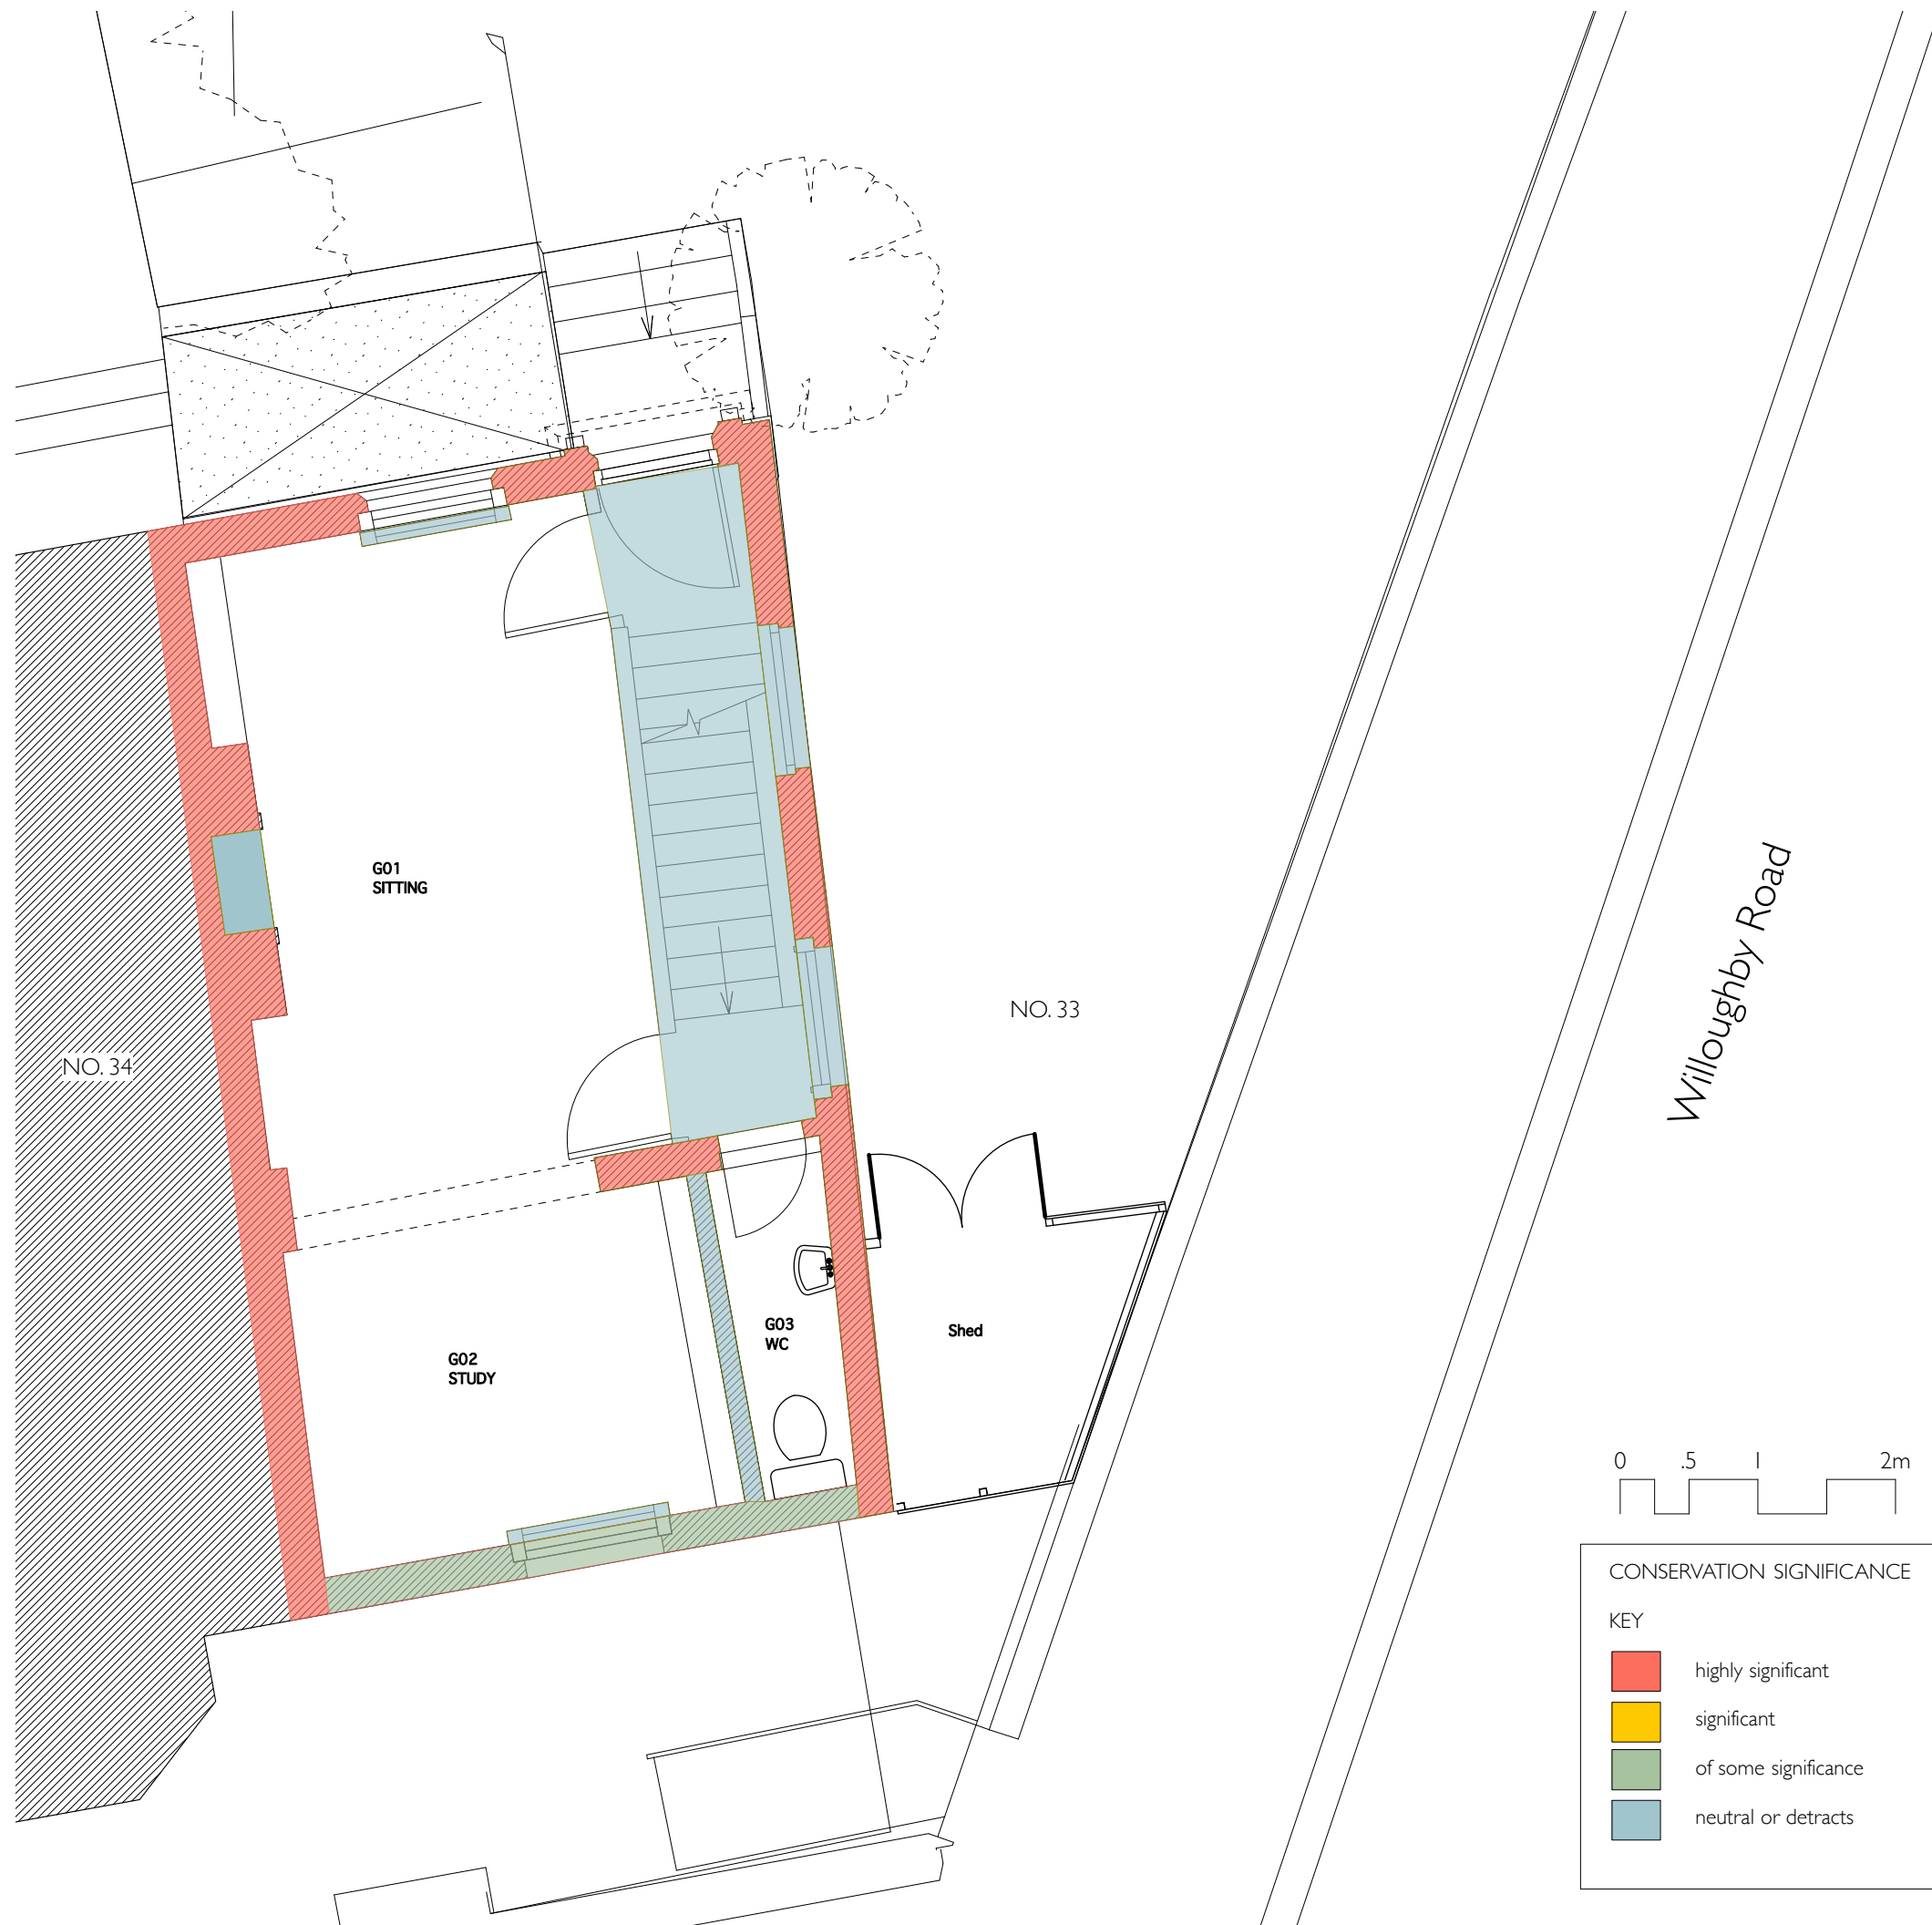 G01
SITTING
NO. 33
NO. 34
Willoughby Road
G03
WC
Shed
G02
STUDY
0 .5 1 2m
CONSERVATION SIGNIFICANCE
KEY
highly significant
significant
of some significance
neutral or detracts